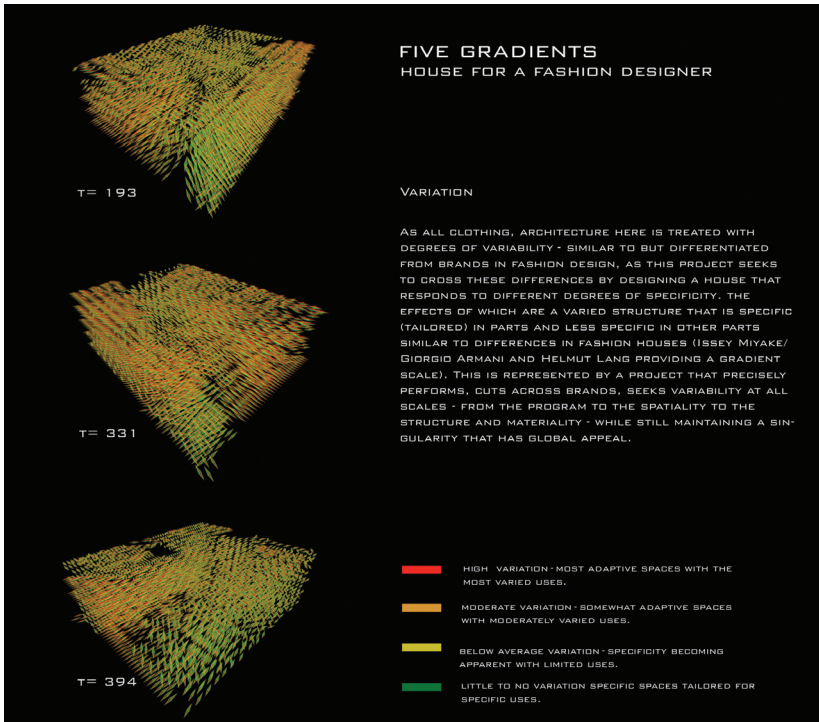 FIVE GRADIENTS
HOUSE FOR A FASHION DESIGNER
T= 193
VARIATION
AS ALL CLOTHING, ARCHITECTURE HERE IS TREATED WITH
DEGREES OF VARIABILITY - SIMILAR TO BUT DIFFERENTIATED
FROM BRANDS IN FASHION DESIGN, AS THIS PROJECT SEEKS
TO CROSS THESE DIFFERENCES BY DESIGNING A HOUSE THAT
RESPONDS TO DIFFERENT DEGREES OF SPECIFICITY. THE
EFFECTS OF WHICH ARE A VARIED STRUCTURE THAT IS SPECIFIC
(TAILORED) IN PARTS AND LESS SPECIFIC IN OTHER PARTS
SIMILAR TO DIFFERENCES IN FASHION HOUSES (ISSEY MIYAKE/
GIORGIO ARMANI AND HELMUT LANG PROVIDING A GRADIENT
SCALE). THIS IS REPRESENTED BY A PROJECT THAT PRECISELY
PERFORMS, CUTS ACROSS BRANDS, SEEKS VARIABILITY AT ALL
SCALES - FROM THE PROGRAM TO THE SPATIALITY TO THE
STRUCTURE AND MATERIALITY - WHILE STILL MAINTAINING A SIN-
GULARITY THAT HAS GLOBAL APPEAL.
T= 331
HIGH VARIATION - MOST ADAPTIVE SPACES WITH THE
MOST VARIED USES.
MODERATE VARIATION - SOMEWHAT ADAPTIVE SPACES
WITH MODERATELY VARIED USES.
BELOW AVERAGE VARIATION - SPECIFICITY BECOMING
APPARENT WITH LIMITED USES.
LITTLE TO NO VARIATION SPECIFIC SPACES TAILORED FOR
SPECIFIC USES.
T= 394